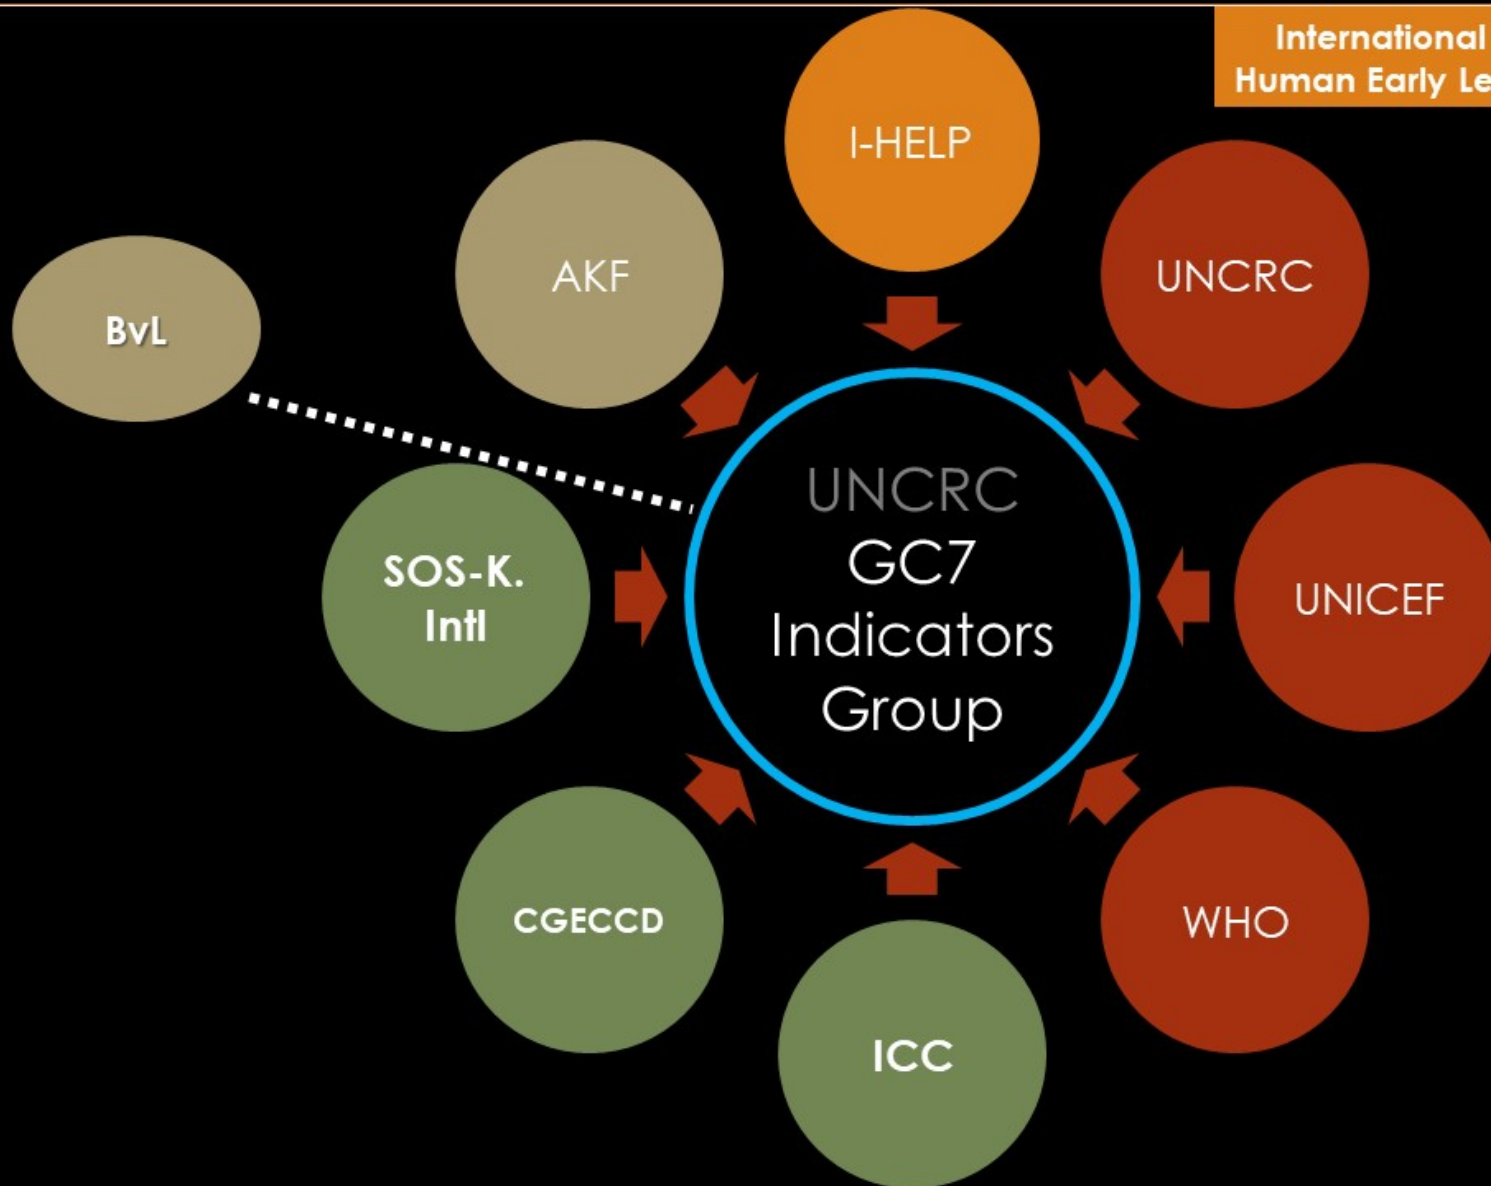 International
Human Early Le
I-HELP
AKF
UNCRC
BvL
UNCRC
GC7
Indicators
Group
SOS-K.
Intl
UNICEF
CGECCD
WHO
ICC